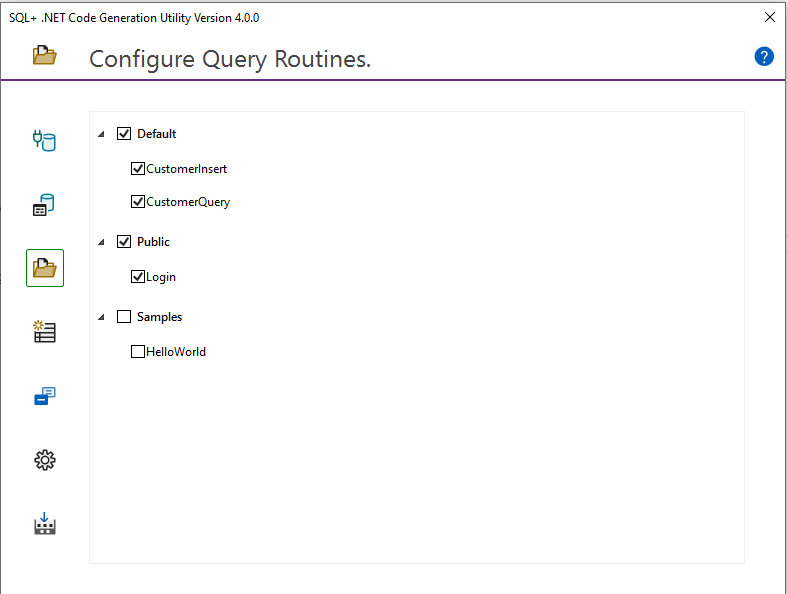 SQL+ .NET Code Generation Utility Version 4.0.0
Configure Query Routines.
?
Default
CustomerInsert
CustomerQuery
Public
Login
Samples
HelloWorld